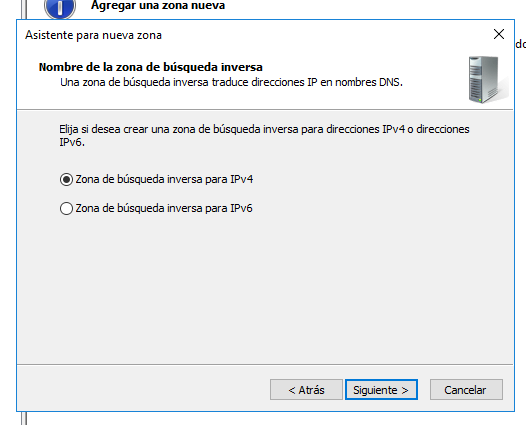 Agregar una zona nueva
Asistente para nueva zona
Nombre de la zona de búsqueda inversa
Una zona de búsqueda inversa traduce direcciones IP en nombres DNS.
Elija si desea crear una zona de búsqueda inversa para direcciones IPv4 o direcciones
IPv6.
Zona de búsqueda inversa para IPv4
Zona de búsqueda inversa para IPv6
< Atrás
Siguiente >
Cancelar